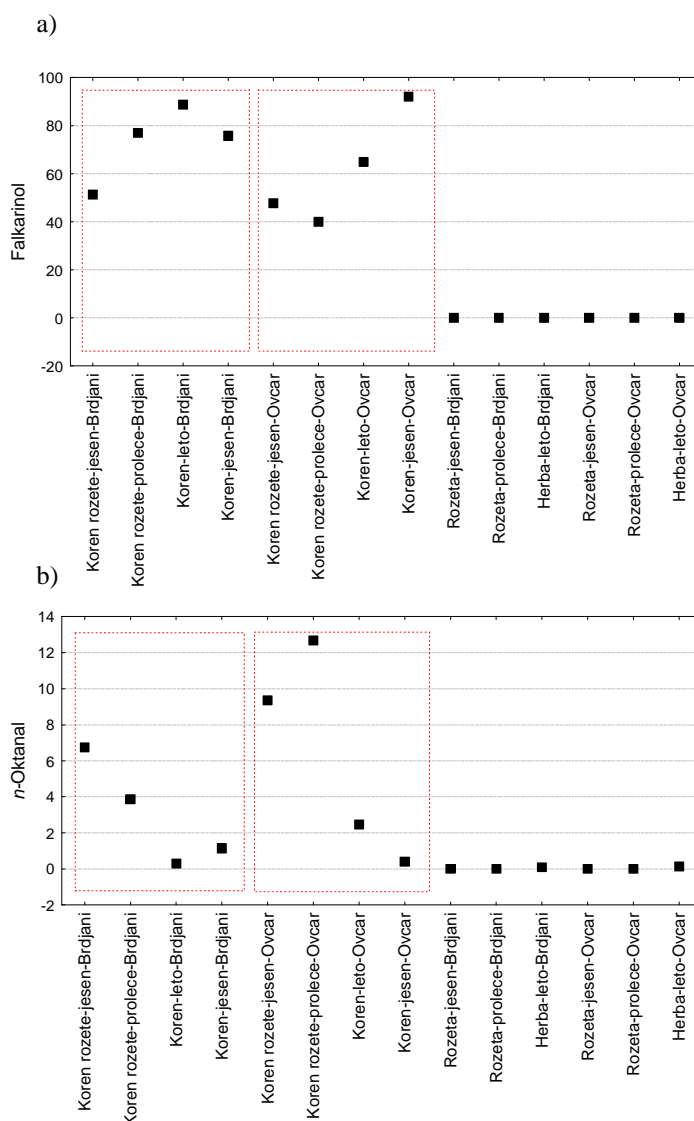 a)
Falkarinol
100
80
60
40
20
0
-20
Koren rozete-jesen-Brdjani
Koren rozete-prolece-Brdjani
Koren-leto-Brdjani
Koren-jesen-Brdjani
Koren rozete-jesen-Ovcar
Koren rozete-prolece-Ovcar
Koren-leto-Ovcar
Koren-jesen-Ovcar
Rozeta-jesen-Brdjani
Rozeta-prolece-Brdjani
Herba-leto-Brdjani
Rozeta-jesen-Ovcar
Rozeta-prolece-Ovcar
Herba-leto-Ovcar
b)
n-Oktanal
14
12
10
8
6
4
2
0
-2
Koren rozete-jesen-Brdjani
Koren rozete-prolece-Brdjani
Koren-leto-Brdjani
Koren-jesen-Brdjani
Koren rozete-jesen-Ovcar
Koren rozete-prolece-Ovcar
Koren-leto-Ovcar
Koren-jesen-Ovcar
Rozeta-jesen-Brdjani
Rozeta-prolece-Brdjani
Herba-leto-Brdjani
Rozeta-jesen-Ovcar
Rozeta-prolece-Ovcar
Herba-leto-Ovcar